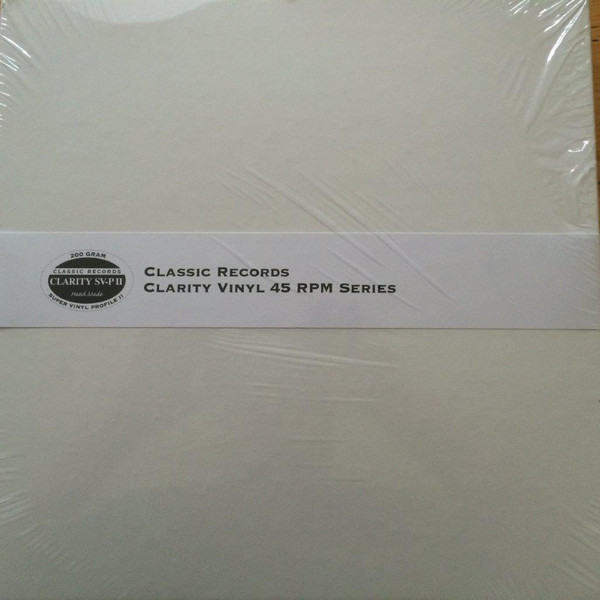 200 GRAM
CLASSIC RECORDS
CLARITY SV-P II
Head Made
SUPER VINYL PROFILE II
CLASSIC RECORDS
CLARITY VINYL 45 RPM SERIES